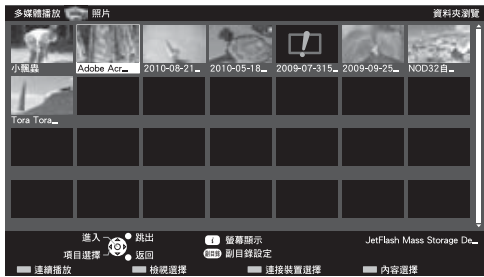 多媒體播放 照片 資料夾瀏覽
小飄蟲 Adobe Acr... 2010-08-21... 2010-05-18... 2009-07-315... 2009-09-25... NOD32自...
Tora Tora...
進入 跳出 i 螢幕顯示 JetFlash Mass Storage De...
項目選擇 返回 副目錄 副目錄設定
連續播放 檢視選擇 連接裝置選擇 內容選擇